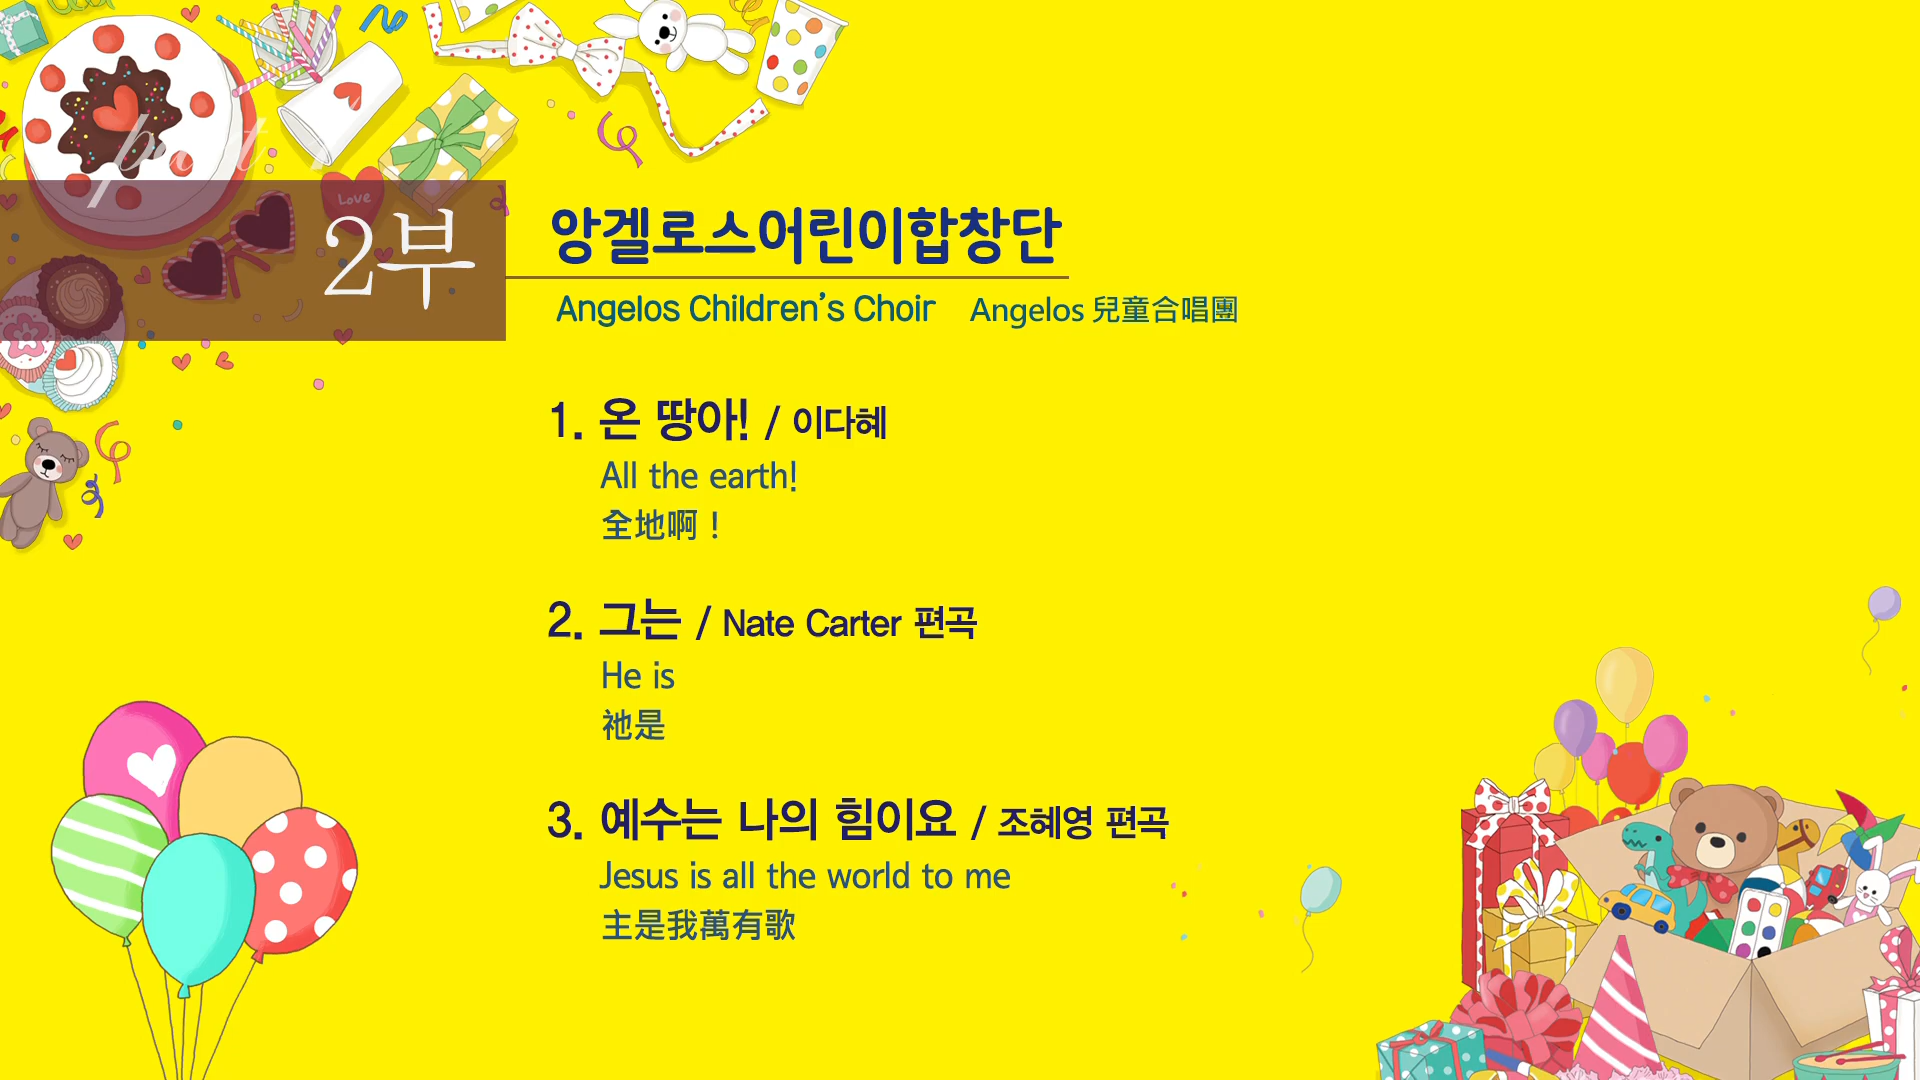 Love
2부
앙겔로스어린이합창단
Angelos Children's Choir Angelos 兒童合唱團
1. 온 땅아! / 이다혜
All the earth!
全地啊！
2. 그는 / Nate Carter 편곡
He is
祂是
3. 예수는 나의 힘이요 / 조혜영 편곡
Jesus is all the world to me
主是我萬有歌